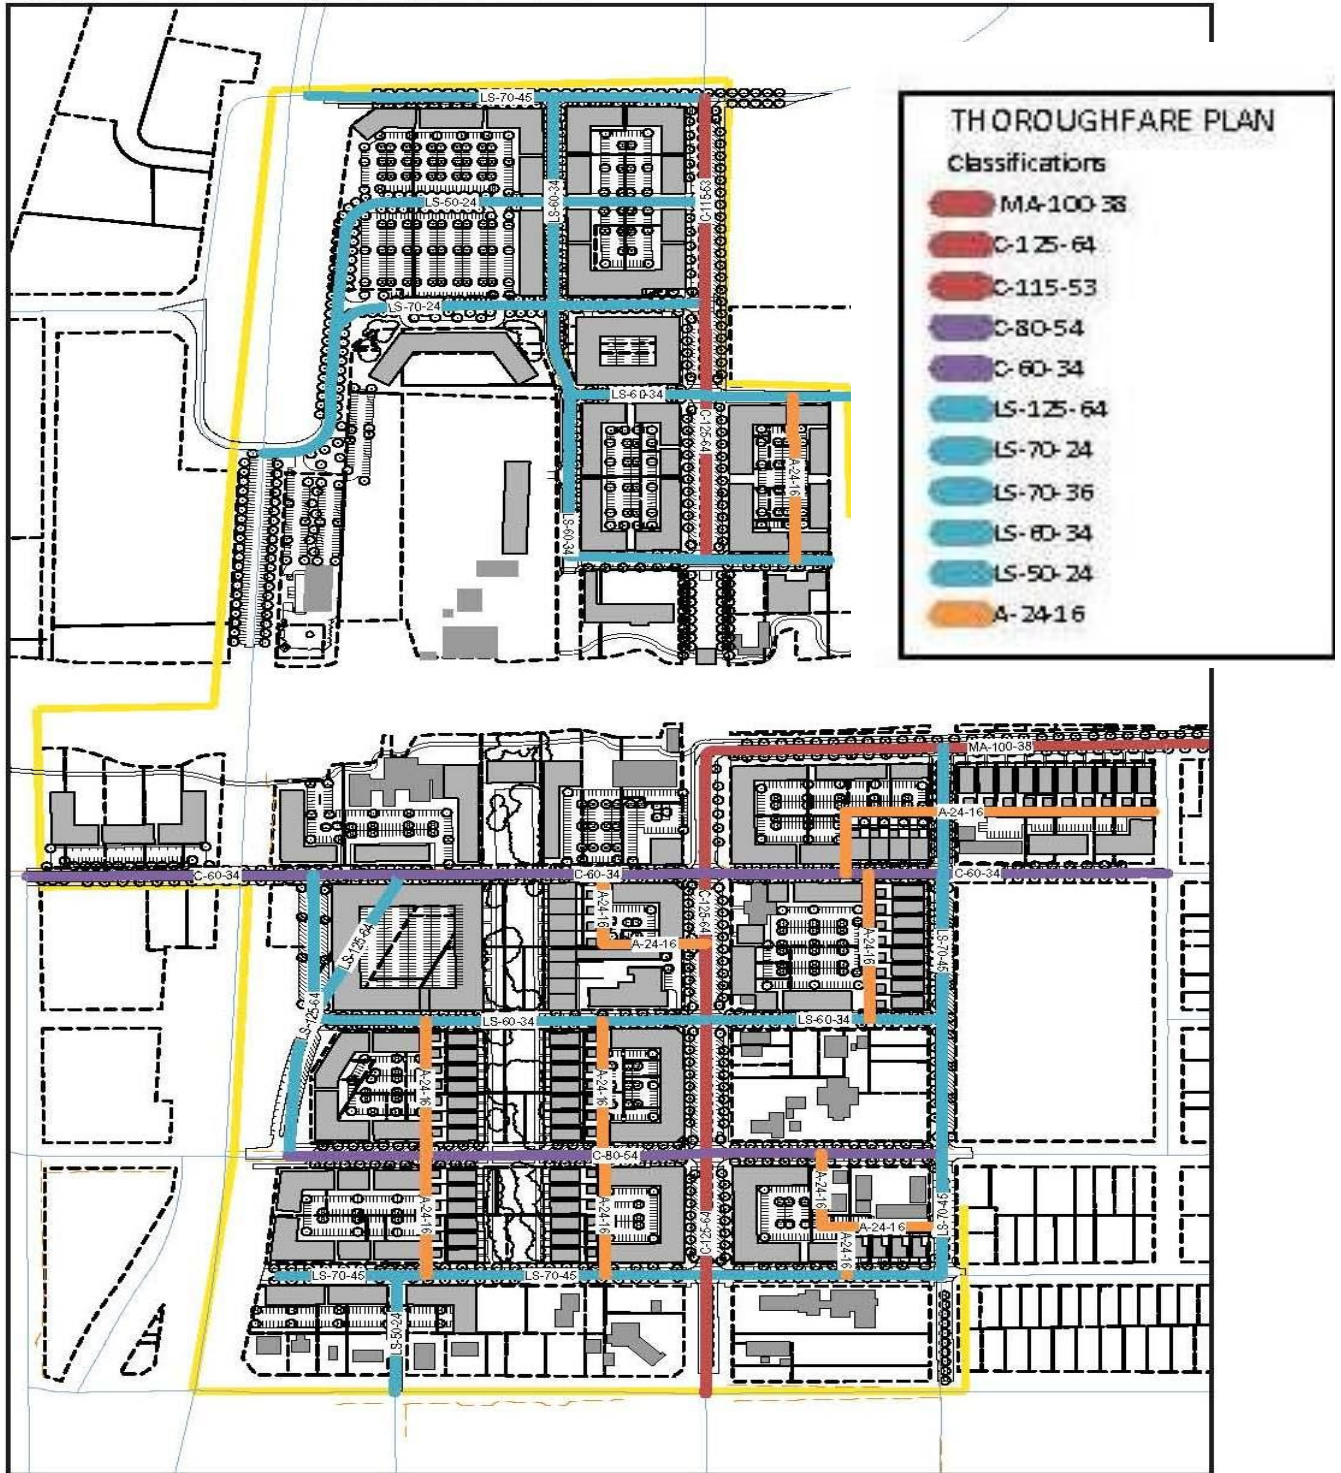 THOROUGHFARE PLAN
Classifications
MA-100-38
C-125-64
C-115-53
C-80-54
C-60-34
LS-125-64
LS-70-24
LS-70-36
LS-60-34
LS-50-24
A-24-16
LS-70-45
LS-60-34
C-115-53
LS-50-24
LS-70-24
LS-60-34
C-125-64
A-24-16
LS-60-34
MA-100-38
A-24-16
C-60-34
C-60-34
C-60-34
A-24-16
C-125-64
LS-125-64
A-24-16
A-24-16
LS-70-45
LS-125-64
LS-60-34
LS-60-34
A-24-16
A-24-16
C-80-54
A-24-16
A-24-16
A-24-16
LS-70-45
C-125-64
A-24-16
A-24-16
LS-70-45
LS-70-45
LS-50-24